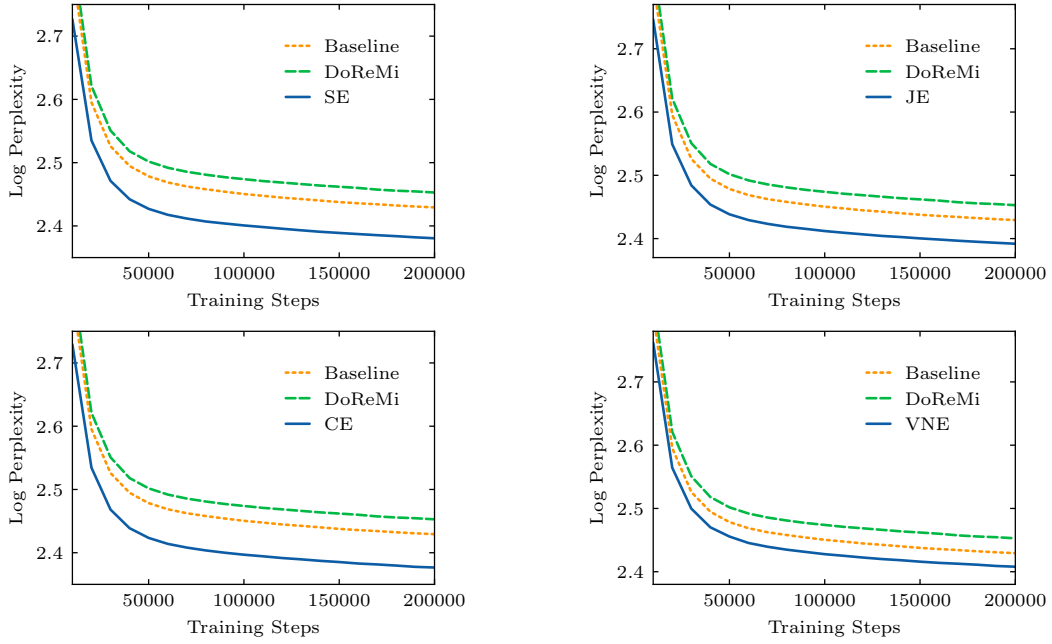 2.7
2.6
2.5
2.4
Log Perplexity
Baseline
DoReMi
SE
50000
100000
150000
200000
Training Steps
2.7
2.6
2.5
2.4
Log Perplexity
Baseline
DoReMi
JE
50000
100000
150000
200000
Training Steps
2.7
2.6
2.5
2.4
Log Perplexity
Baseline
DoReMi
CE
50000
100000
150000
200000
Training Steps
2.7
2.6
2.5
2.4
Log Perplexity
Baseline
DoReMi
VNE
50000
100000
150000
200000
Training Steps